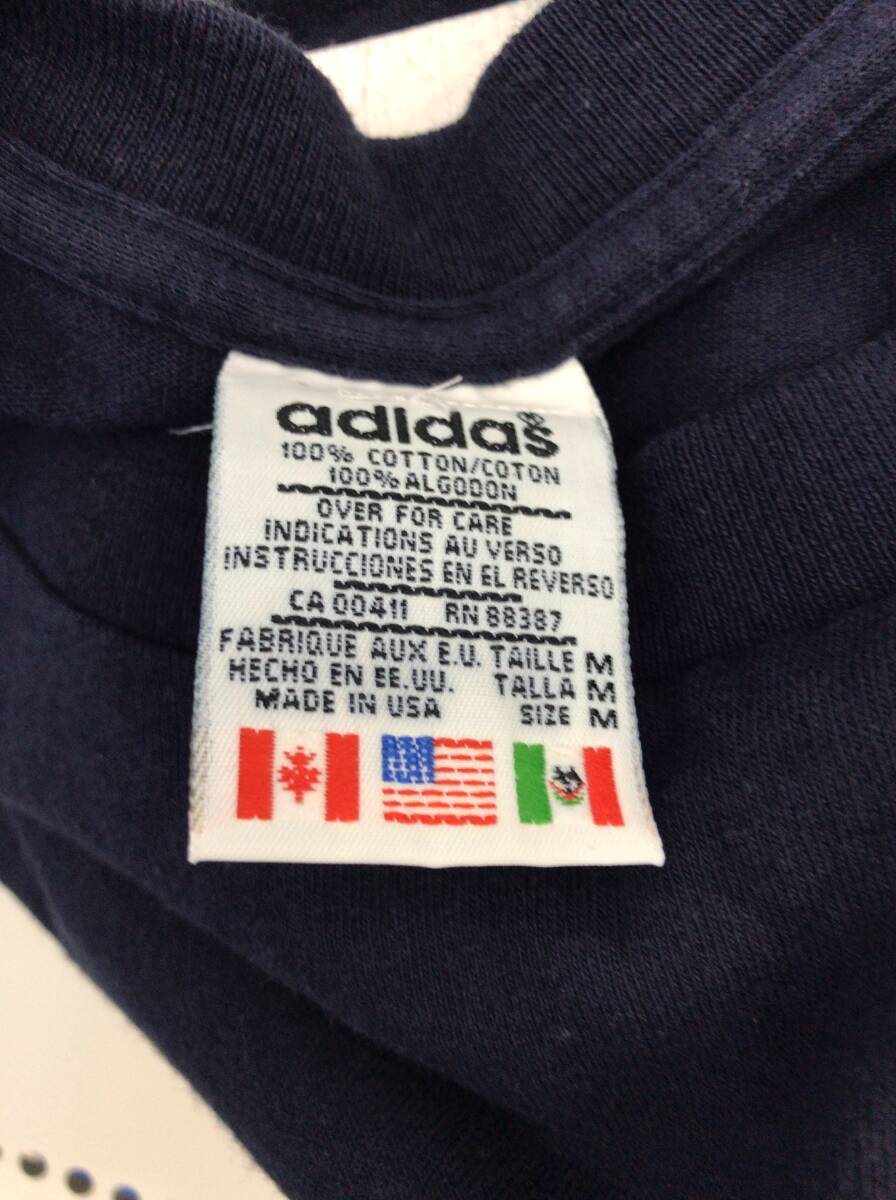 adidas®
100% COTTON/COTON
100% ALGODON
OVER FOR CARE
INDICATIONS AU VERSO
INSTRUCCIONES EN EL REVERSO
CA 00411 RN 88387
FABRIQUE AUX E.U. TAILLE M
HECHO EN EE.UU. TALLA M
MADE IN USA SIZE M